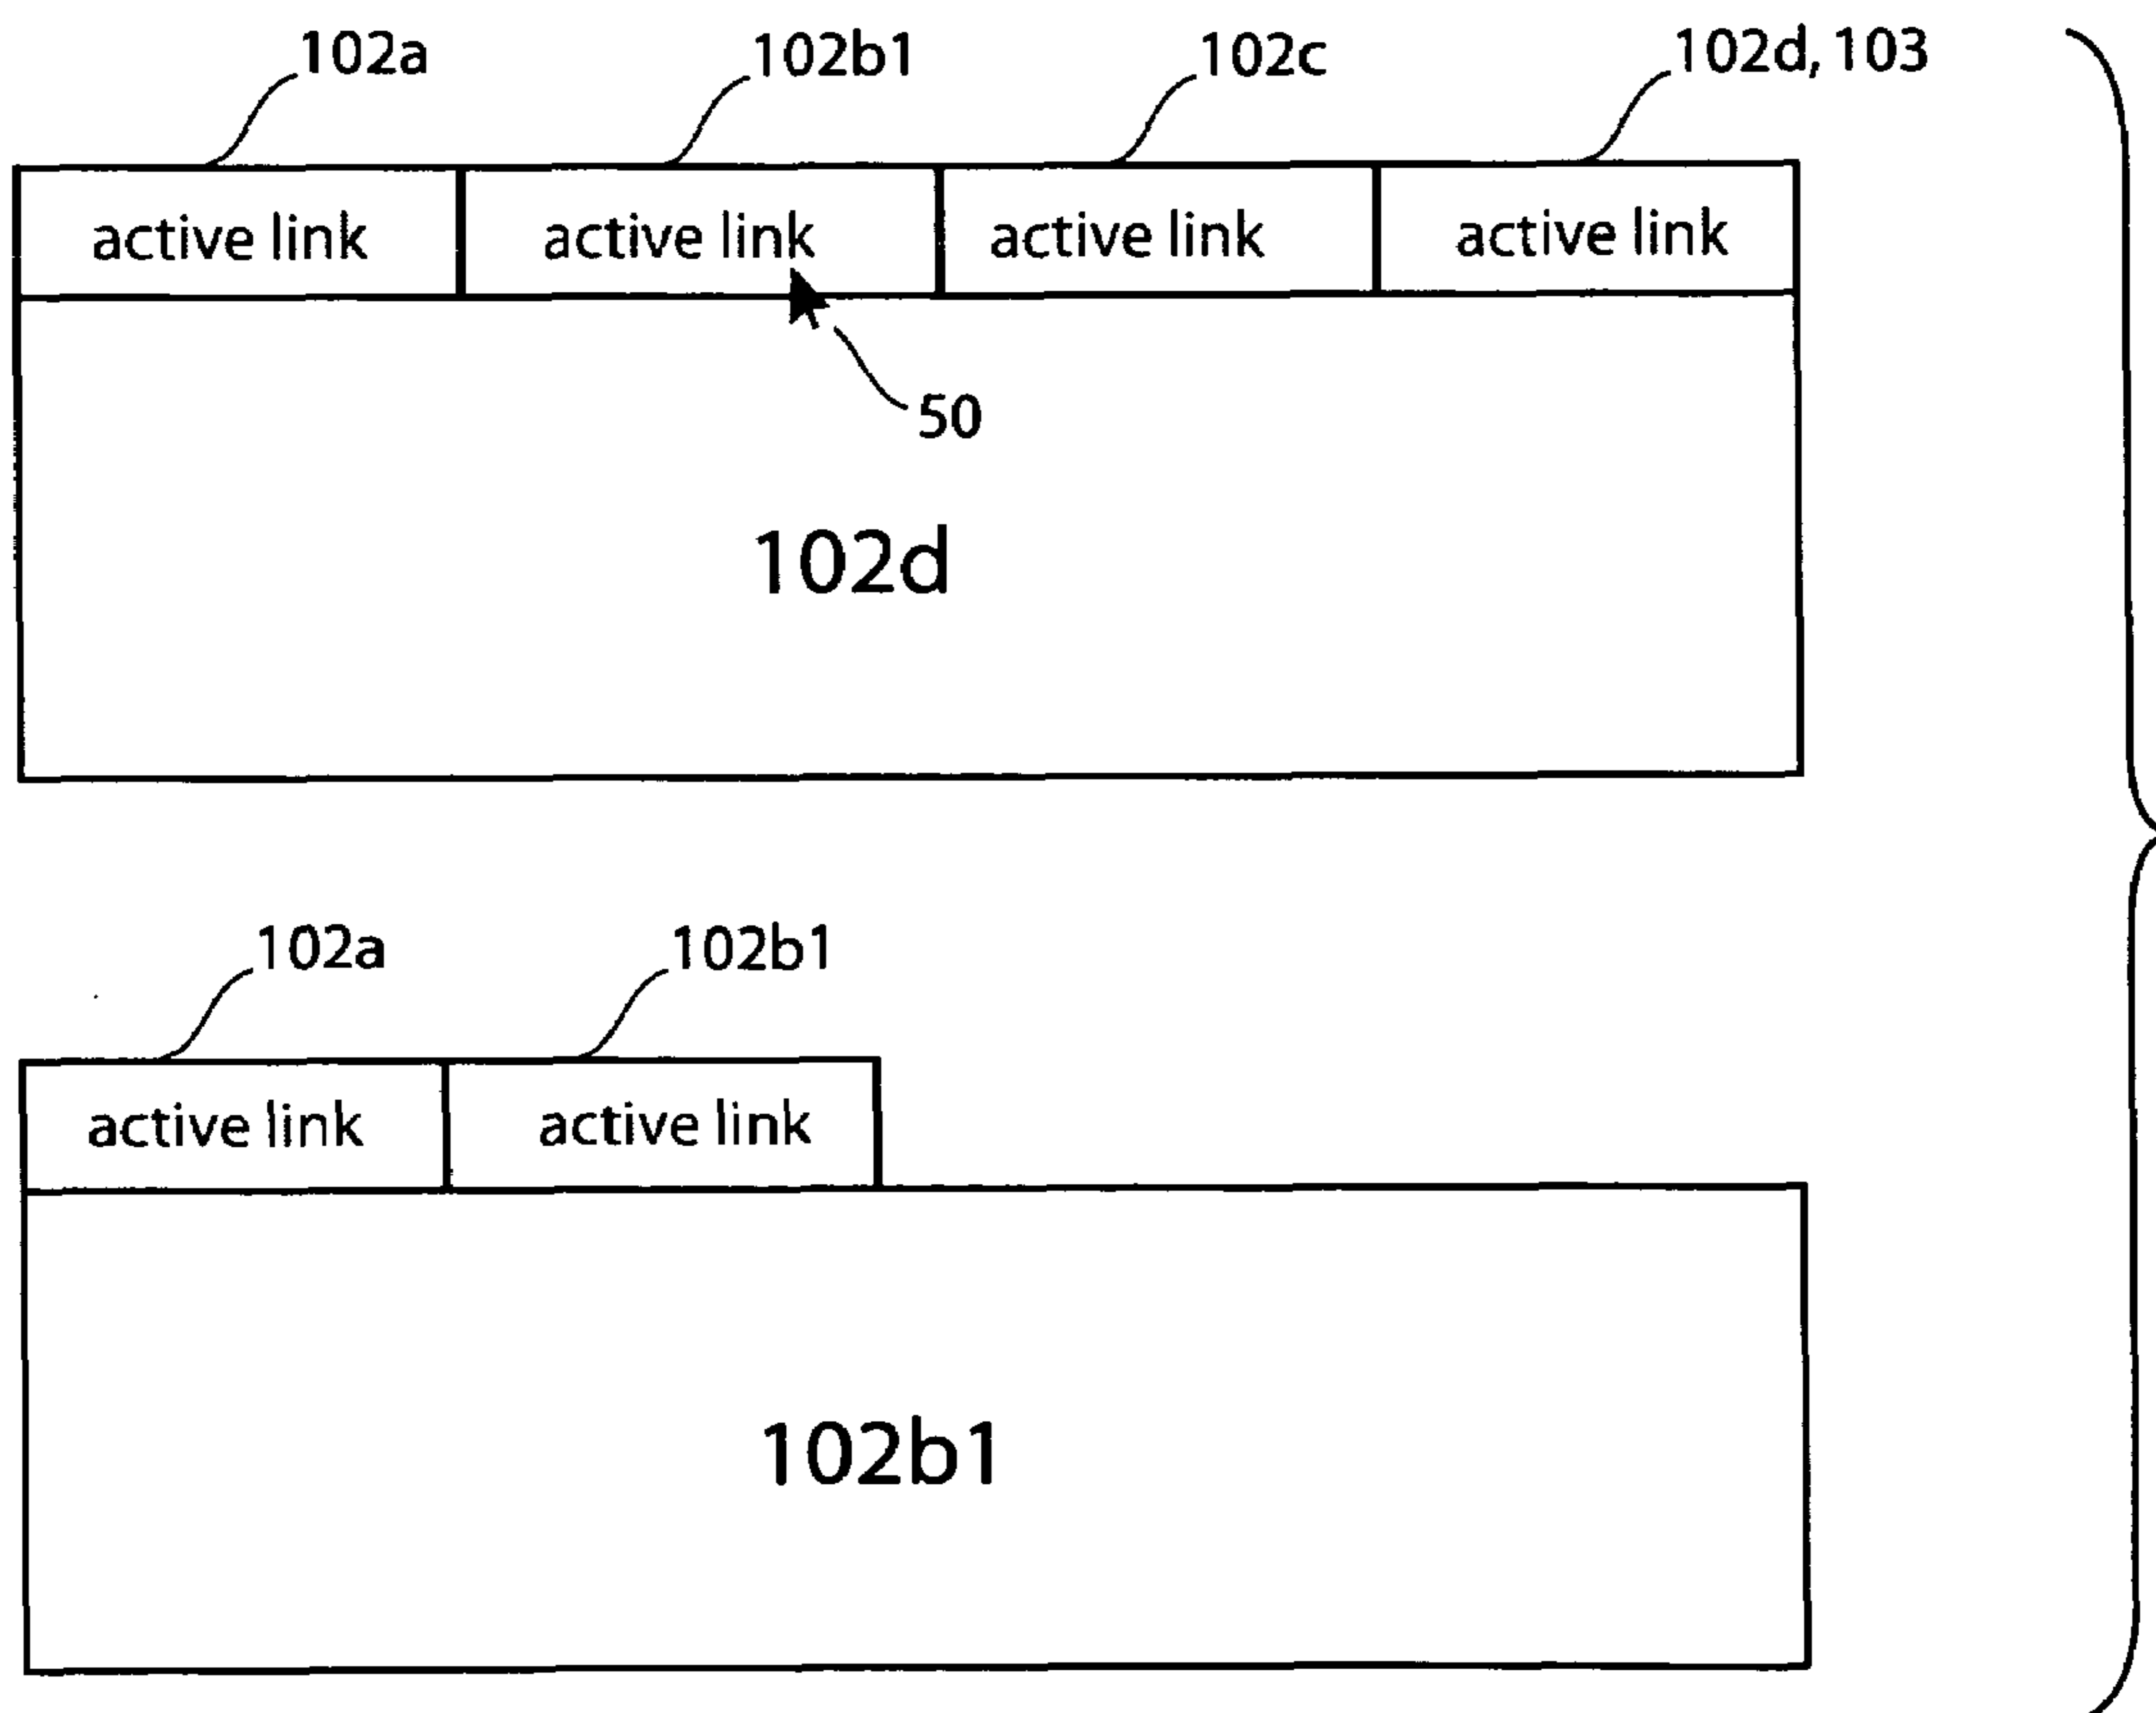 102a 102b1 102c 102d, 103
active link active link active link active link
50
102d
102a 102b1
active link active link
102b1